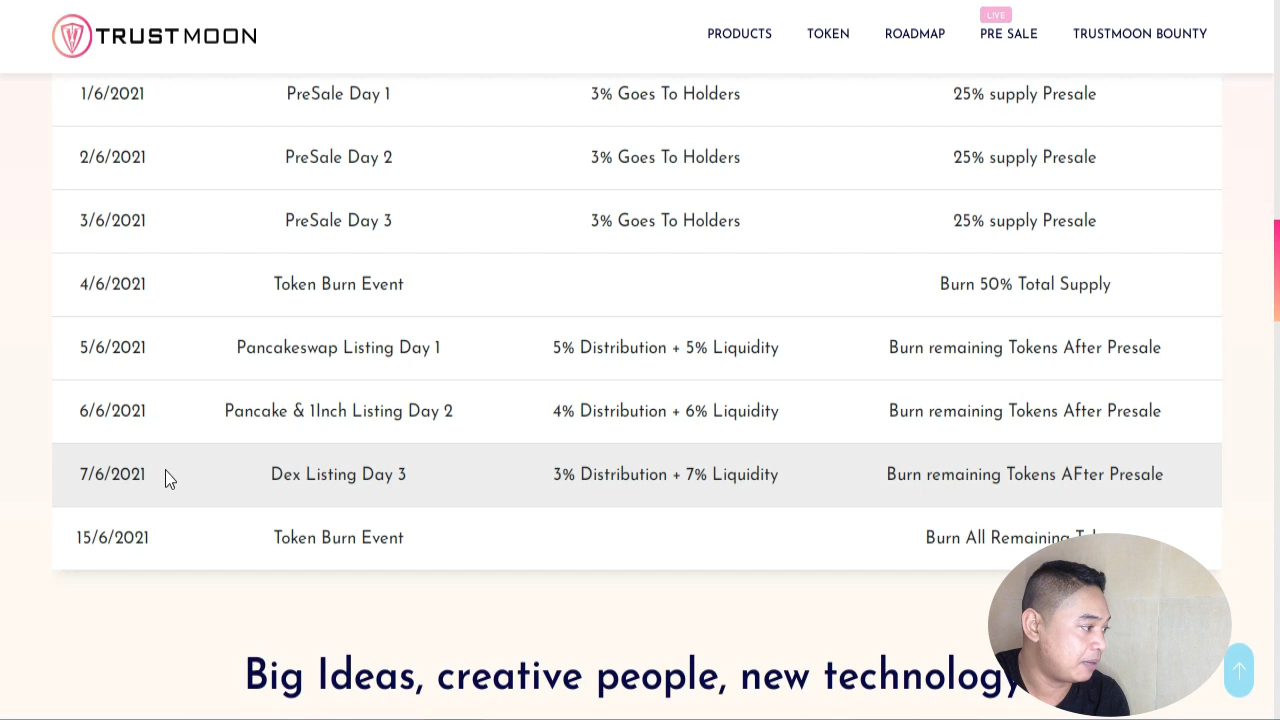 TRUSTMOON
PRODUCTS TOKEN ROADMAP LIVE PRE SALE TRUSTMOON BOUNTY
1/6/2021 PreSale Day 1 3% Goes To Holders 25% supply Presale
2/6/2021 PreSale Day 2 3% Goes To Holders 25% supply Presale
3/6/2021 PreSale Day 3 3% Goes To Holders 25% supply Presale
4/6/2021 Token Burn Event Burn 50% Total Supply
5/6/2021 Pancakeswap Listing Day 1 5% Distribution + 5% Liquidity Burn remaining Tokens After Presale
6/6/2021 Pancake & 1Inch Listing Day 2 4% Distribution + 6% Liquidity Burn remaining Tokens After Presale
7/6/2021 Dex Listing Day 3 3% Distribution + 7% Liquidity Burn remaining Tokens AFter Presale
15/6/2021 Token Burn Event Burn All Remaining
Big Ideas, creative people, new technology